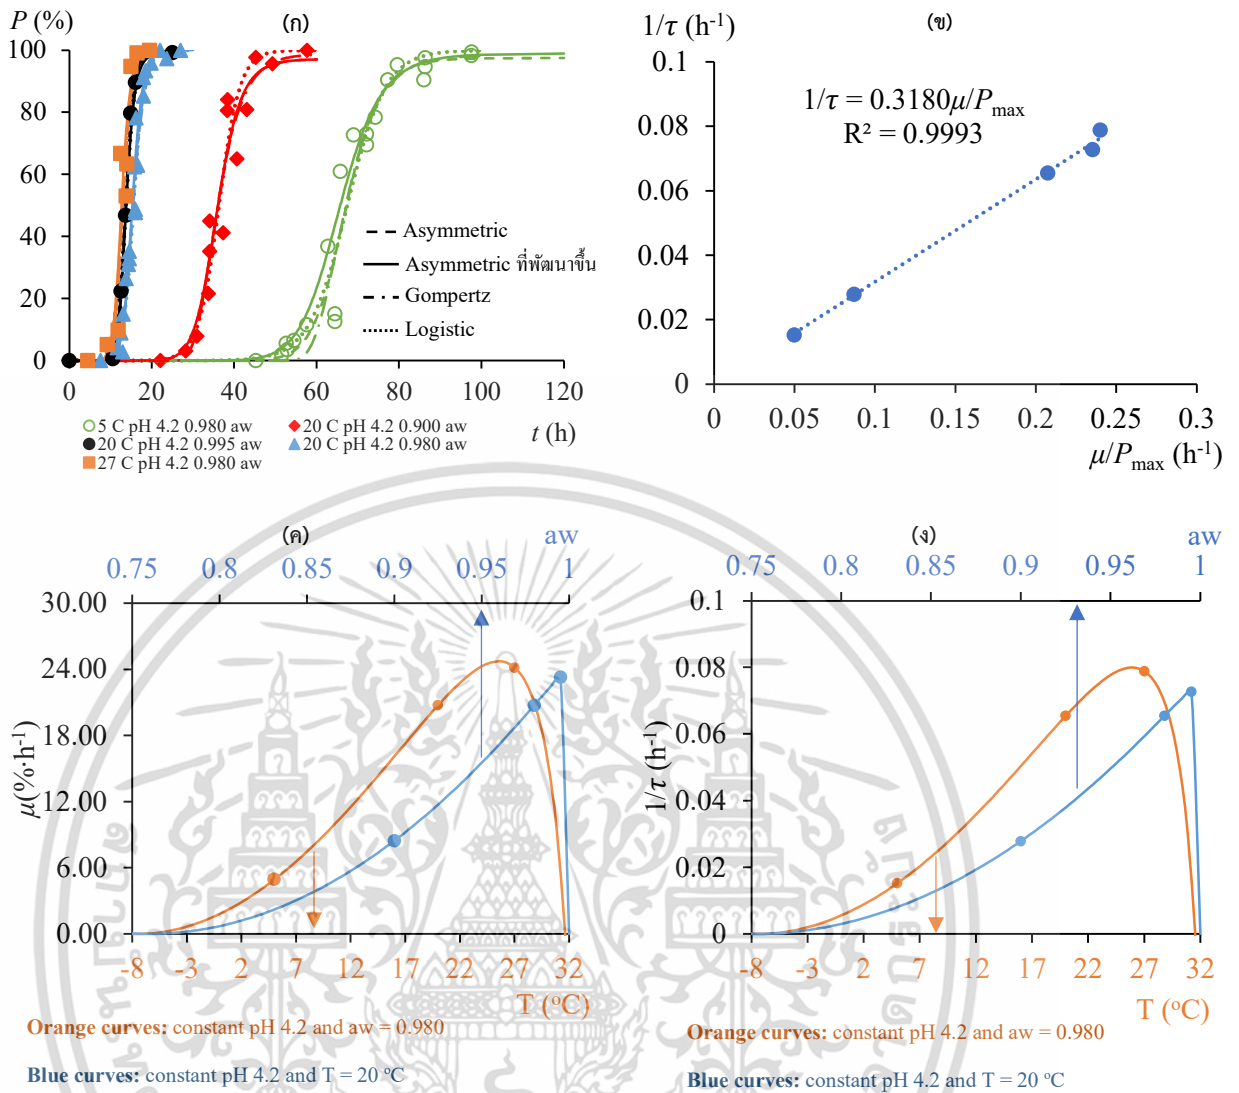 P (%)
(ก)
100
80
60
40
20
0
0 20 40 60 80 100 120
t (h)
Asymmetric
Asymmetric ที่พัฒนาขึ้น
Gompertz
Logistic
5 C pH 4.2 0.980 aw
20 C pH 4.2 0.900 aw
20 C pH 4.2 0.995 aw
20 C pH 4.2 0.980 aw
27 C pH 4.2 0.980 aw
1/τ (h-1)
(ข)
0.1
0.08
0.06
0.04
0.02
0
1/τ = 0.3180μ/Pmax
R² = 0.9993
0 0.05 0.1 0.15 0.2 0.25 0.3
μ/Pmax (h-1)
(ค)
aw
0.75 0.8 0.85 0.9 0.95 1
30.00
24.00
18.00
12.00
6.00
0.00
μ(%·h-1)
-8 -3 2 7 12 17 22 27 32
T (oC)
Orange curves: constant pH 4.2 and aw = 0.980
Blue curves: constant pH 4.2 and T = 20 ºC
(ง)
aw
0.75 0.8 0.85 0.9 0.95 1
0.1
0.08
0.06
0.04
0.02
0
1/τ (h-1)
-8 -3 2 7 12 17 22 27 32
T (oC)
Orange curves: constant pH 4.2 and aw = 0.980
Blue curves: constant pH 4.2 and T = 20 ºC